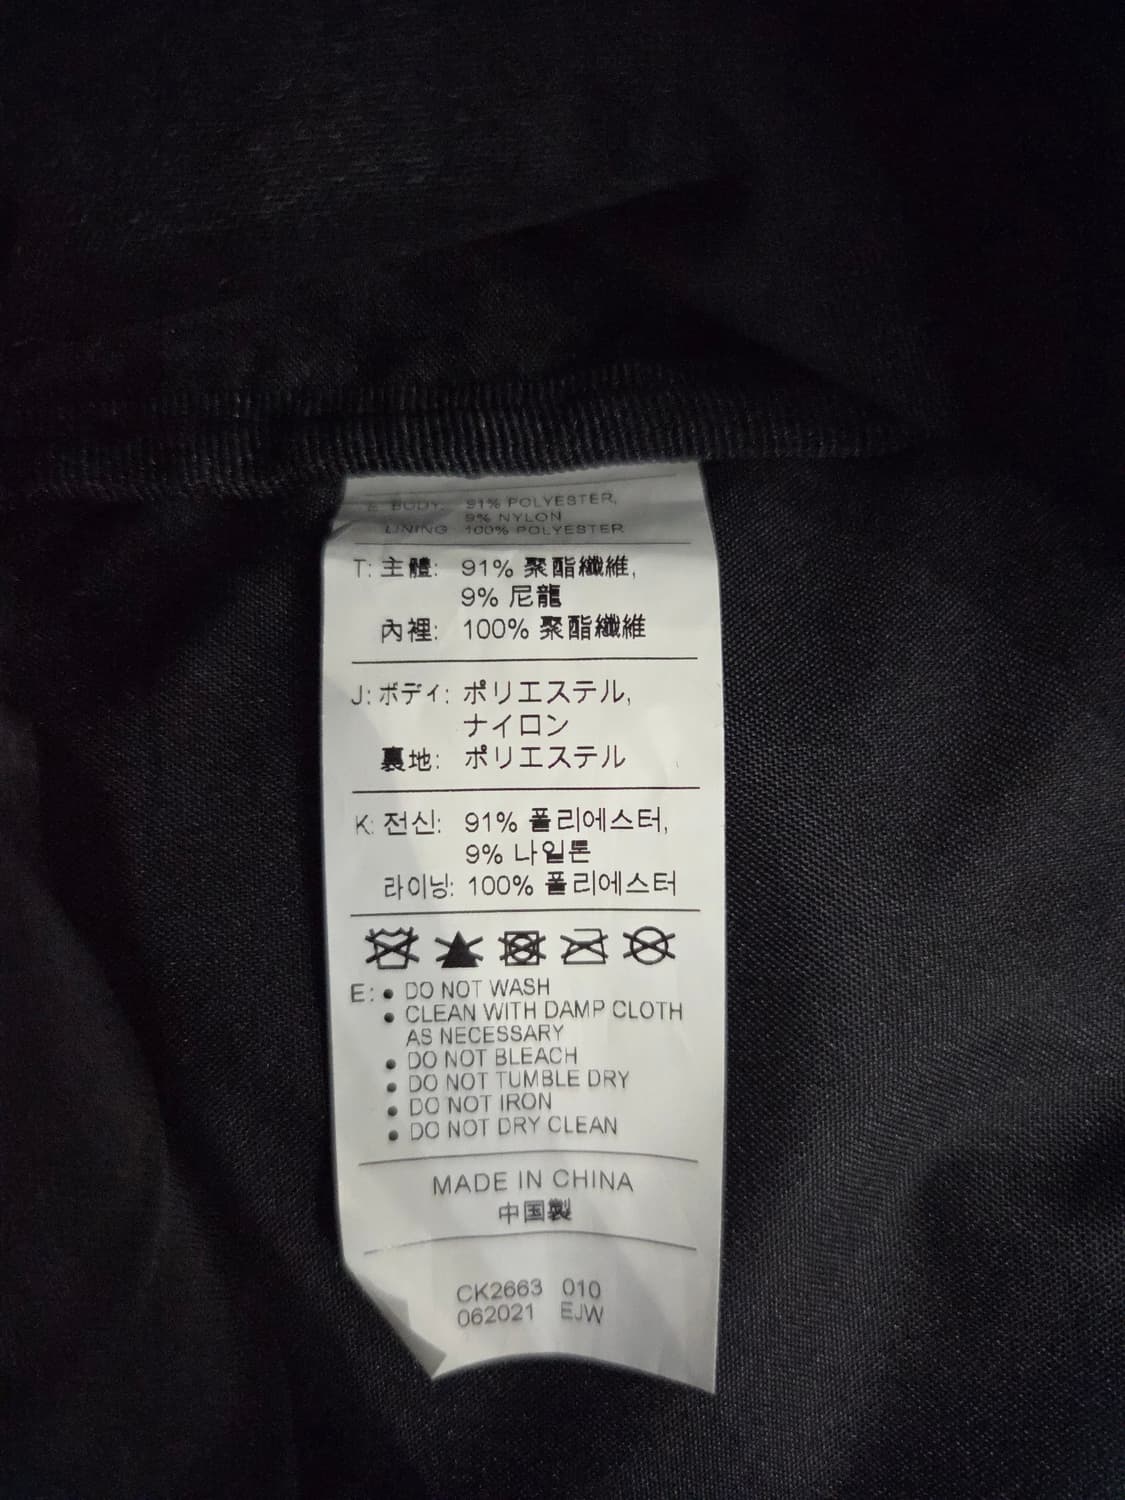 E BODY: 91% POLYESTER,
9% NYLON
LINING 100% POLYESTER
T: 主體: 91% 聚酯纖維,
9% 尼龍
內裡: 100% 聚酯纖維
J: ボディ: ポリエステル,
ナイロン
裏地: ポリエステル
K: 전신: 91% 폴리에스터,
9% 나일론
라이닝: 100% 폴리에스터
E: • DO NOT WASH
• CLEAN WITH DAMP CLOTH
AS NECESSARY
• DO NOT BLEACH
• DO NOT TUMBLE DRY
• DO NOT IRON
• DO NOT DRY CLEAN
MADE IN CHINA
中国製
CK2663 010
062021 EJW